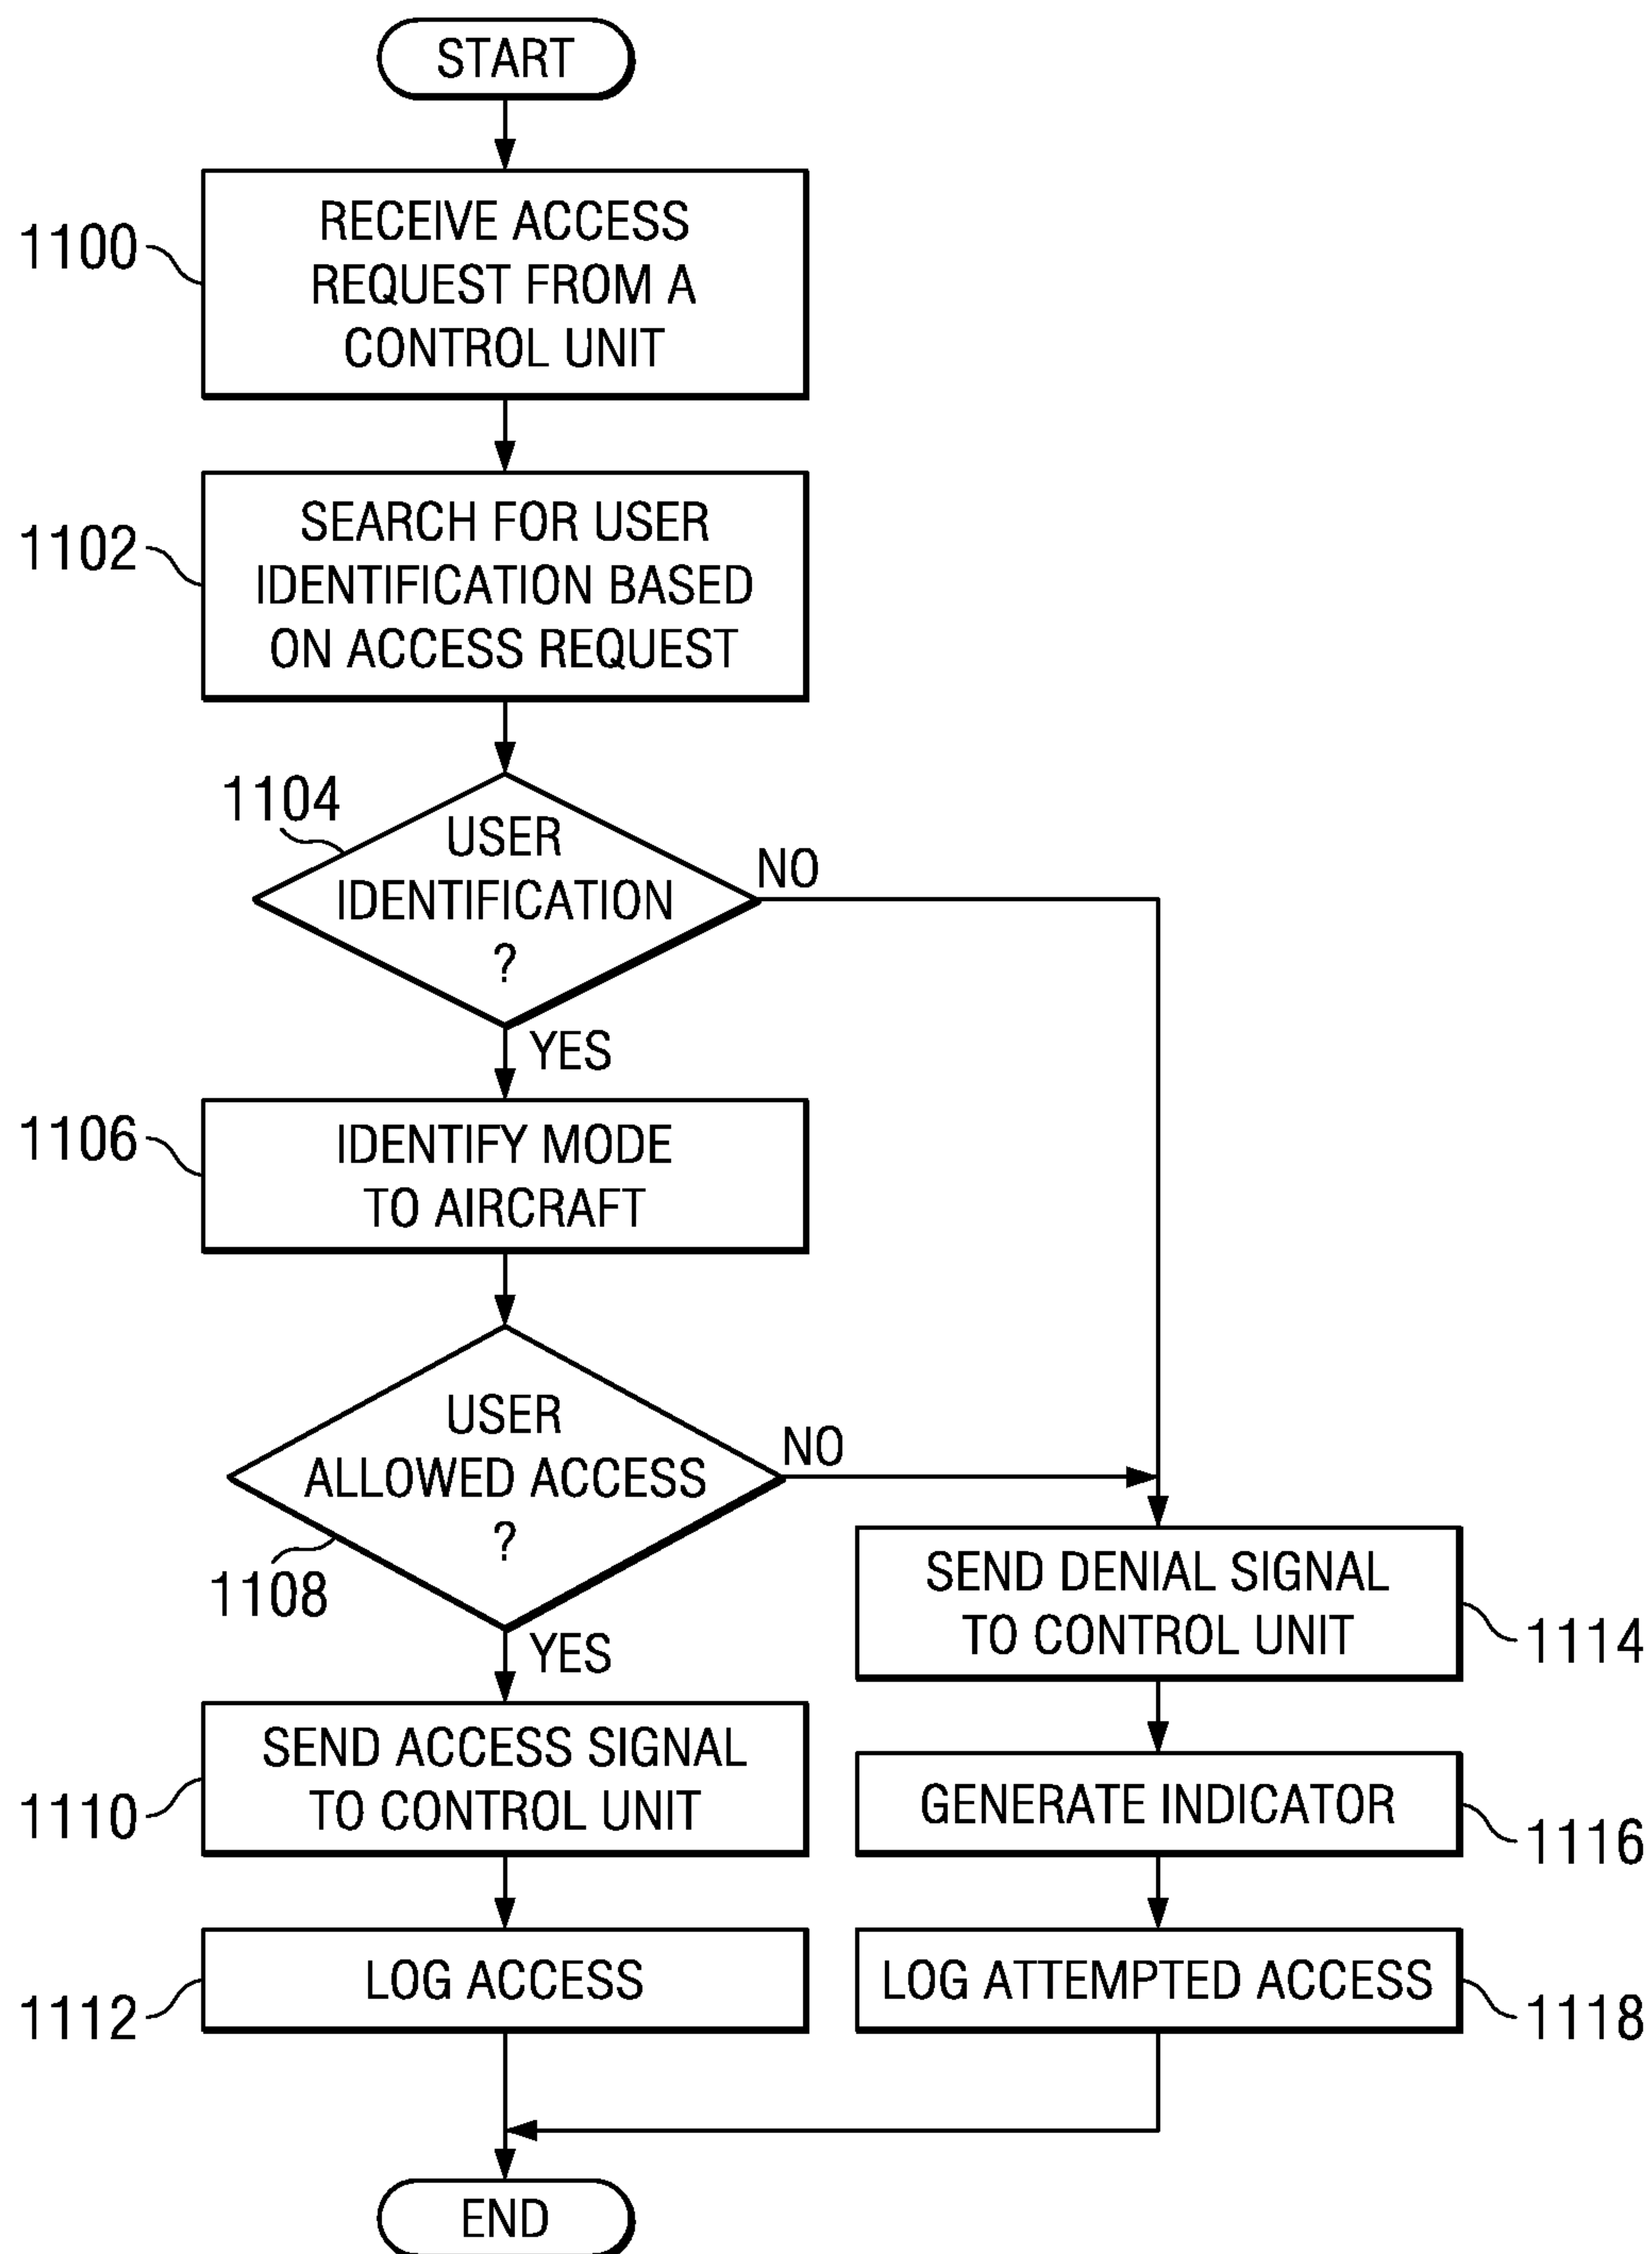 START
1100
RECEIVE ACCESS
REQUEST FROM A
CONTROL UNIT
1102
SEARCH FOR USER
IDENTIFICATION BASED
ON ACCESS REQUEST
1104
USER
IDENTIFICATION
?
NO
YES
1106
IDENTIFY MODE
TO AIRCRAFT
USER
ALLOWED ACCESS
?
NO
1108
YES
SEND DENIAL SIGNAL
TO CONTROL UNIT
1114
1110
SEND ACCESS SIGNAL
TO CONTROL UNIT
GENERATE INDICATOR
1116
1112
LOG ACCESS
LOG ATTEMPTED ACCESS
1118
END